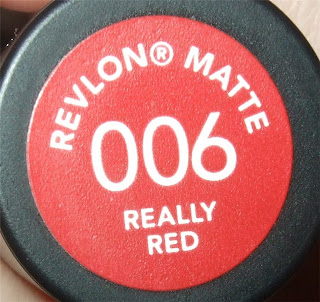 REVLON® MATTE
006
REALLY
RED